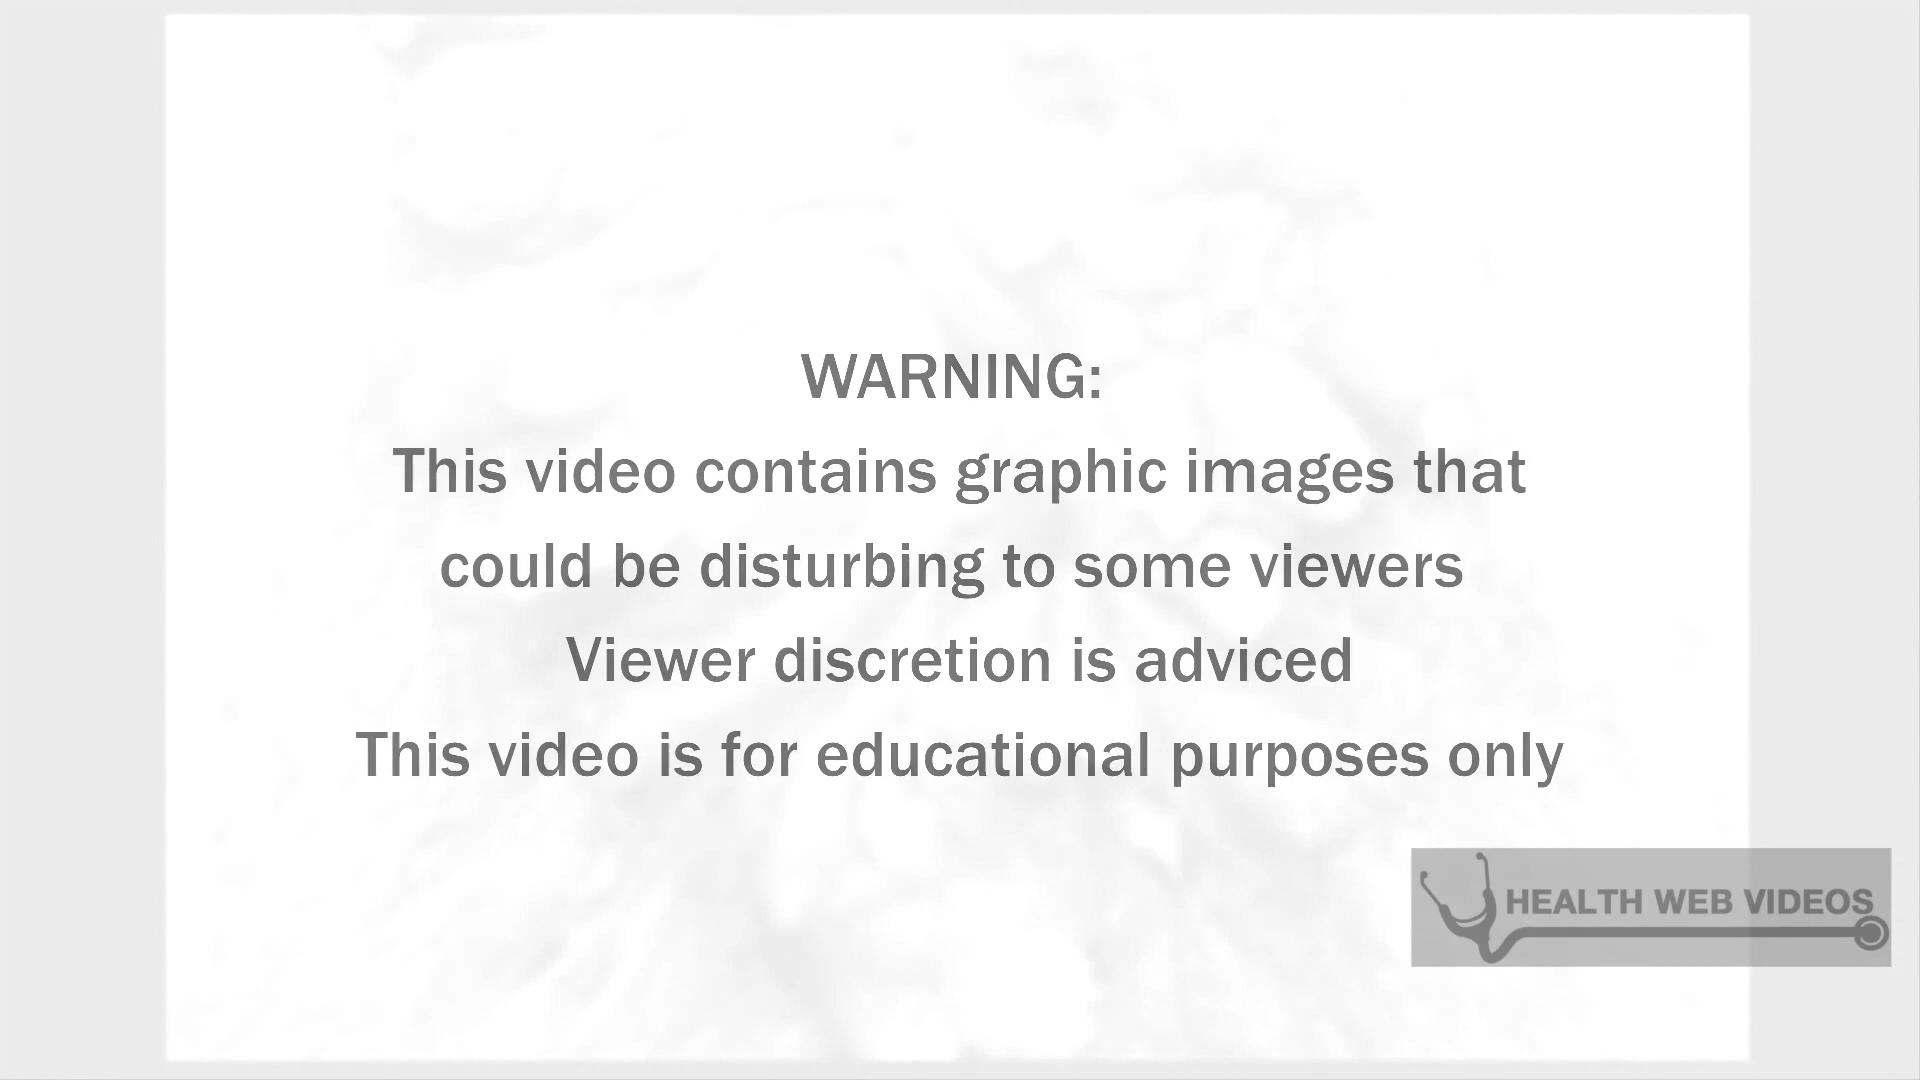 WARNING:
This video contains graphic images that
could be disturbing to some viewers
Viewer discretion is adviced
This video is for educational purposes only
HEALTH WEB VIDEOS